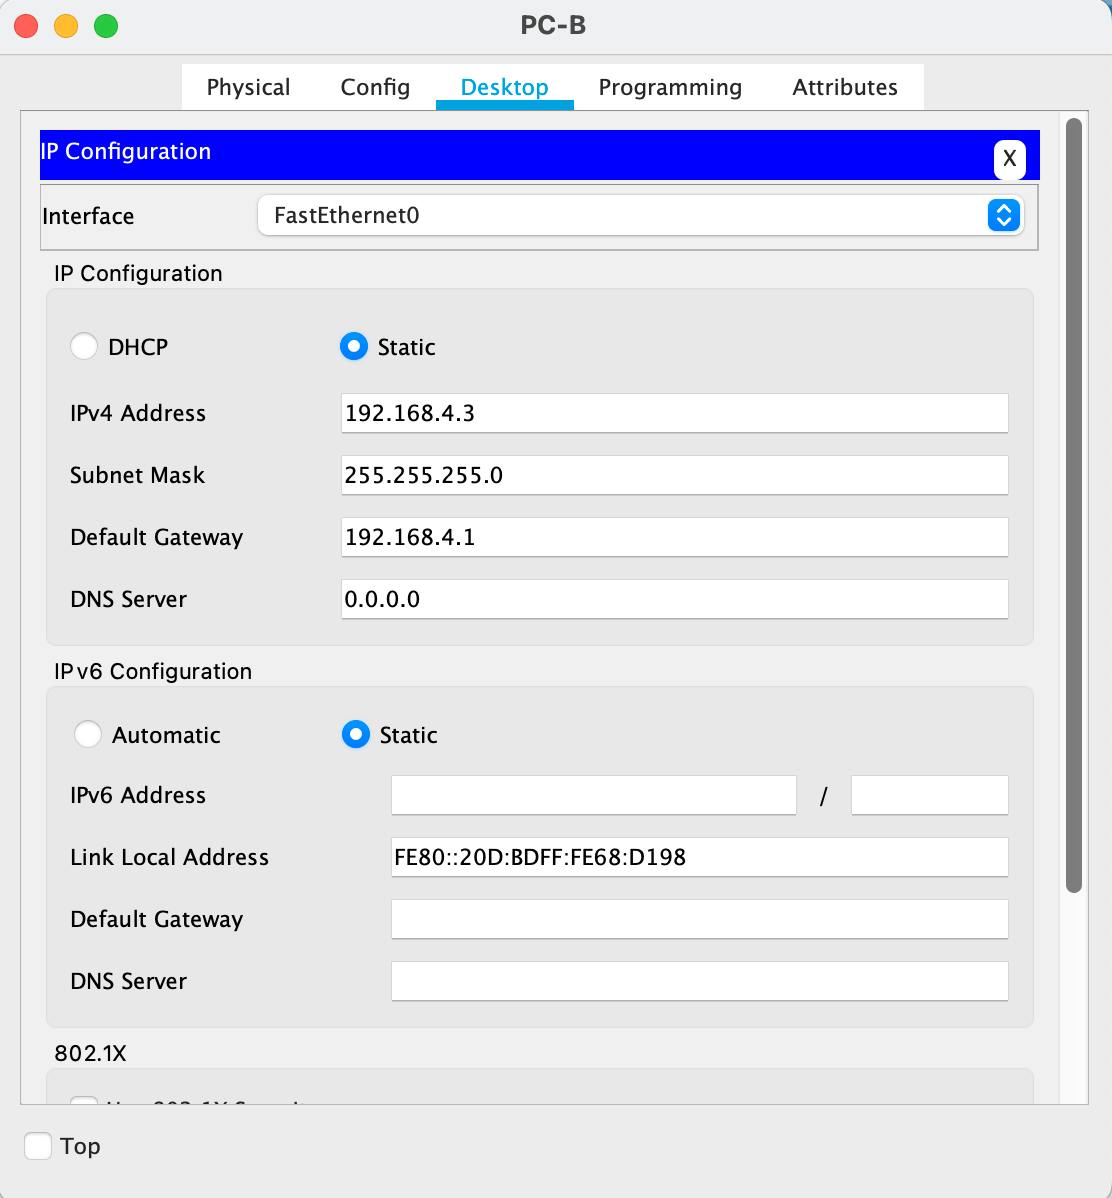 PC-B
Physical Config Desktop Programming Attributes
IP Configuration
X
Interface FastEthernet0
IP Configuration
DHCP Static
IPv4 Address 192.168.4.3
Subnet Mask 255.255.255.0
Default Gateway 192.168.4.1
DNS Server 0.0.0.0
IPv6 Configuration
Automatic Static
IPv6 Address /
Link Local Address FE80::20D:BDFF:FE68:D198
Default Gateway
DNS Server
802.1X
Top